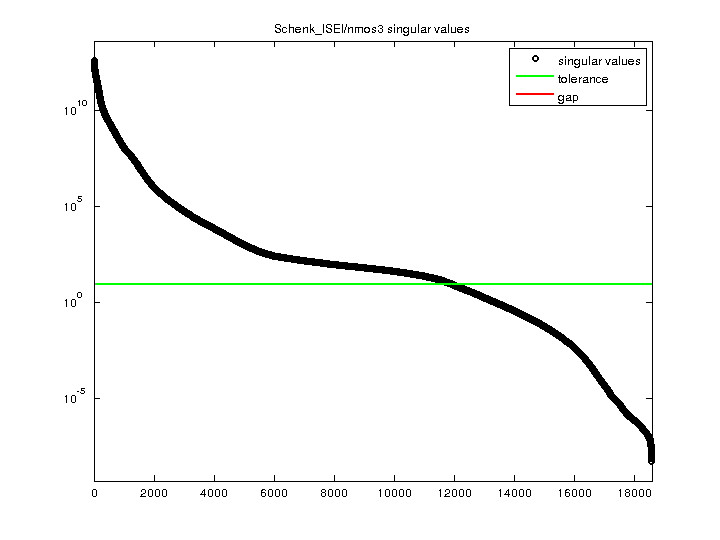 Schenk_ISEI/nmos3 singular values
singular values
tolerance
gap
10^10
10^5
10^0
10^-5
0 2000 4000 6000 8000 10000 12000 14000 16000 18000